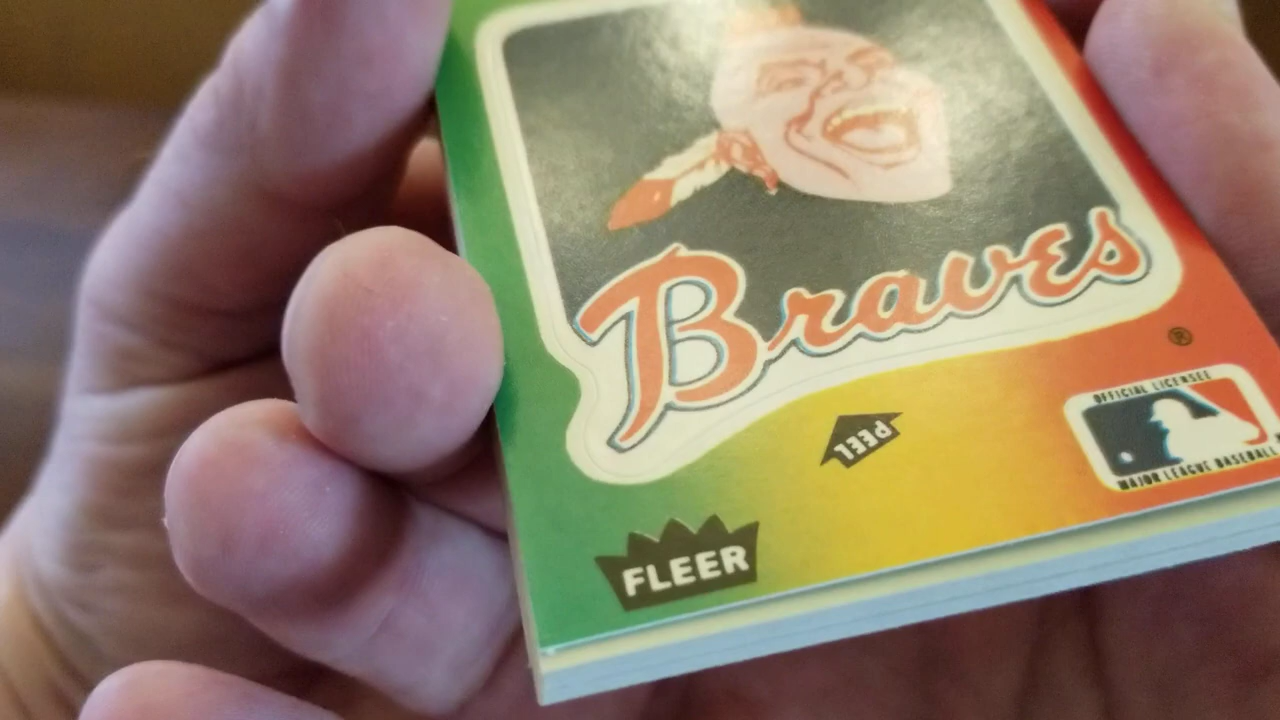 Braves
®
PEEL
OFFICIAL LICENSEE
MAJOR LEAGUE BASEBALL
FLEER